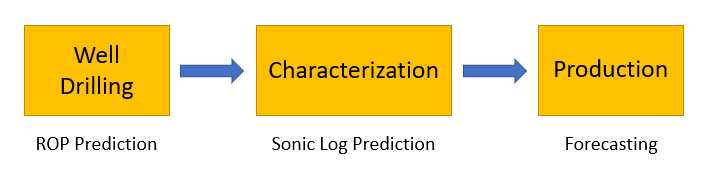 Well
Drilling
Characterization
Production
ROP Prediction
Sonic Log Prediction
Forecasting